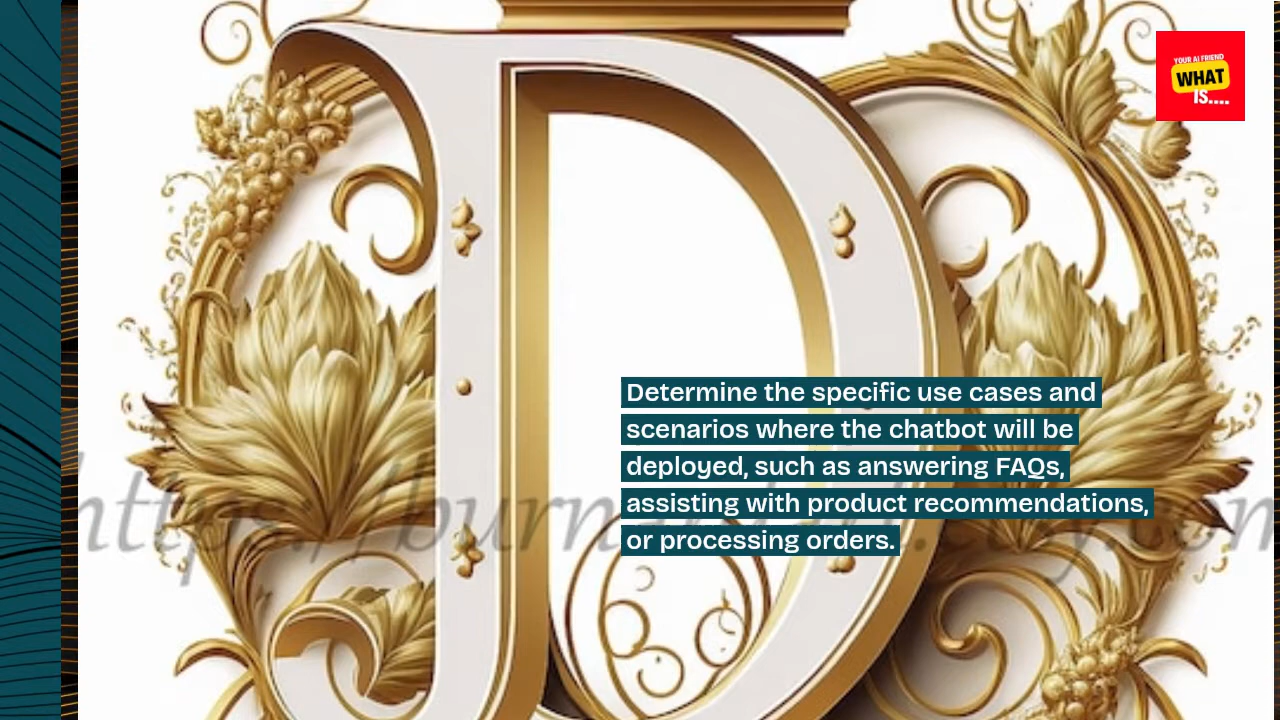 YOUR AI FRIEND
WHAT
IS....
D
Determine the specific use cases and
scenarios where the chatbot will be
deployed, such as answering FAQs,
assisting with product recommendations,
or processing orders.